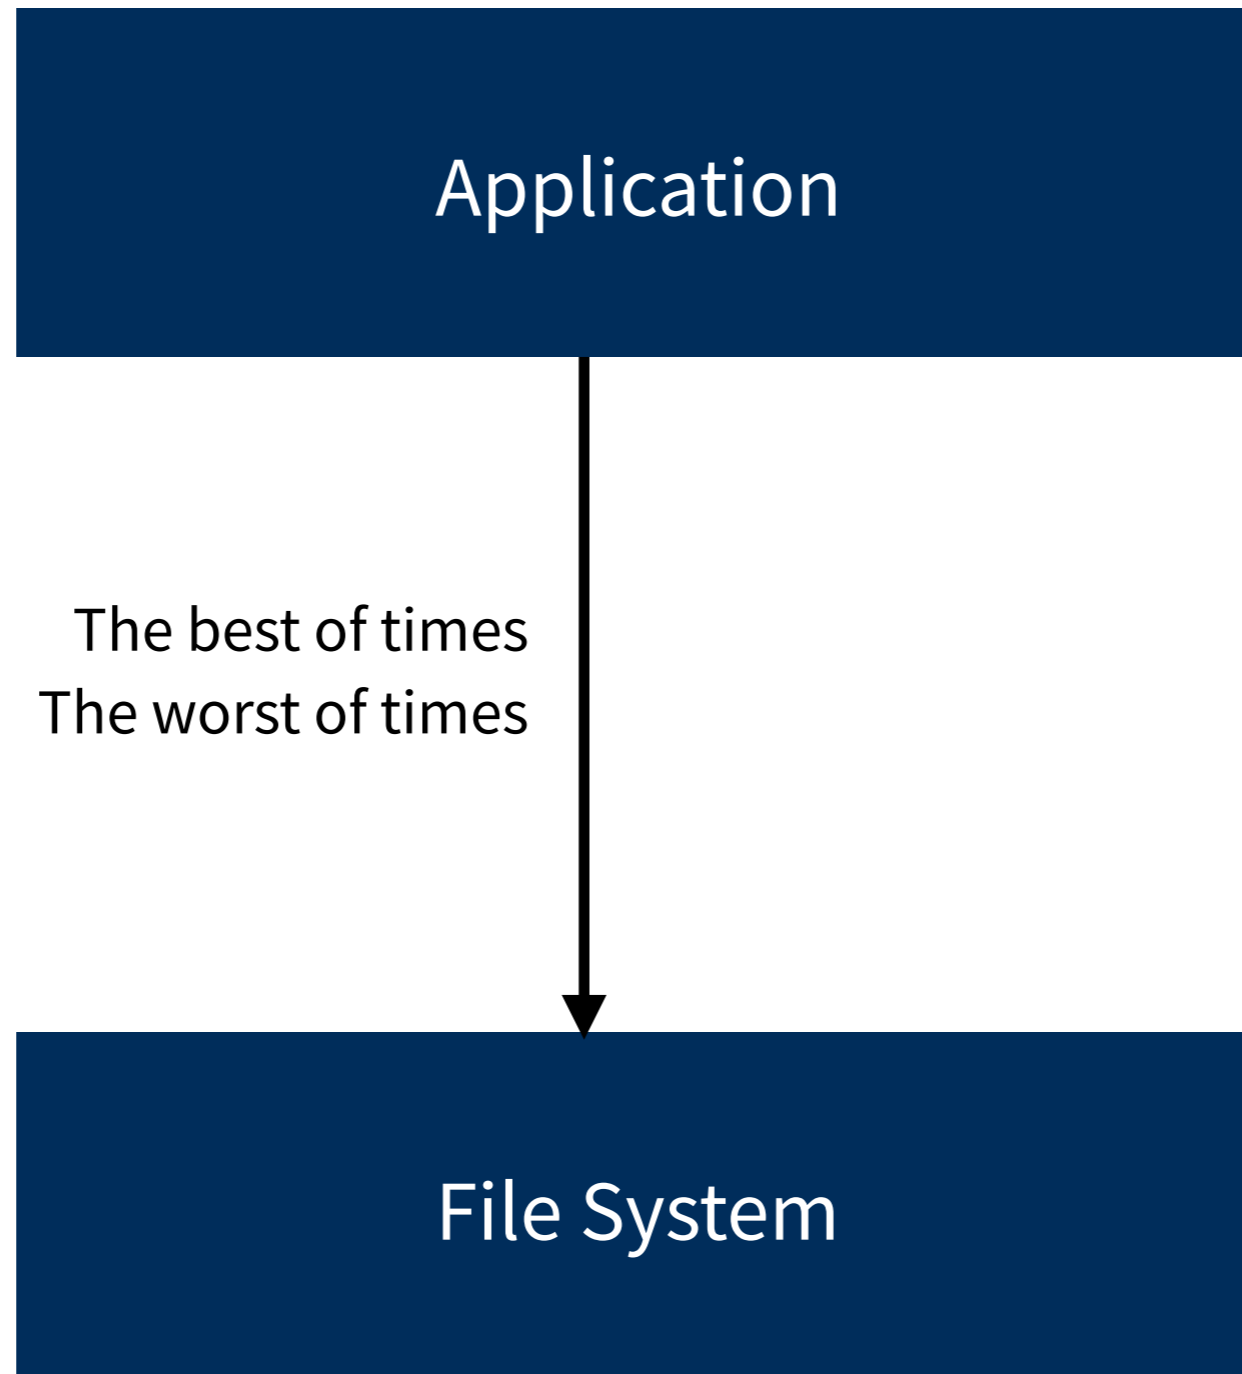 Application
The best of times
The worst of times
File System